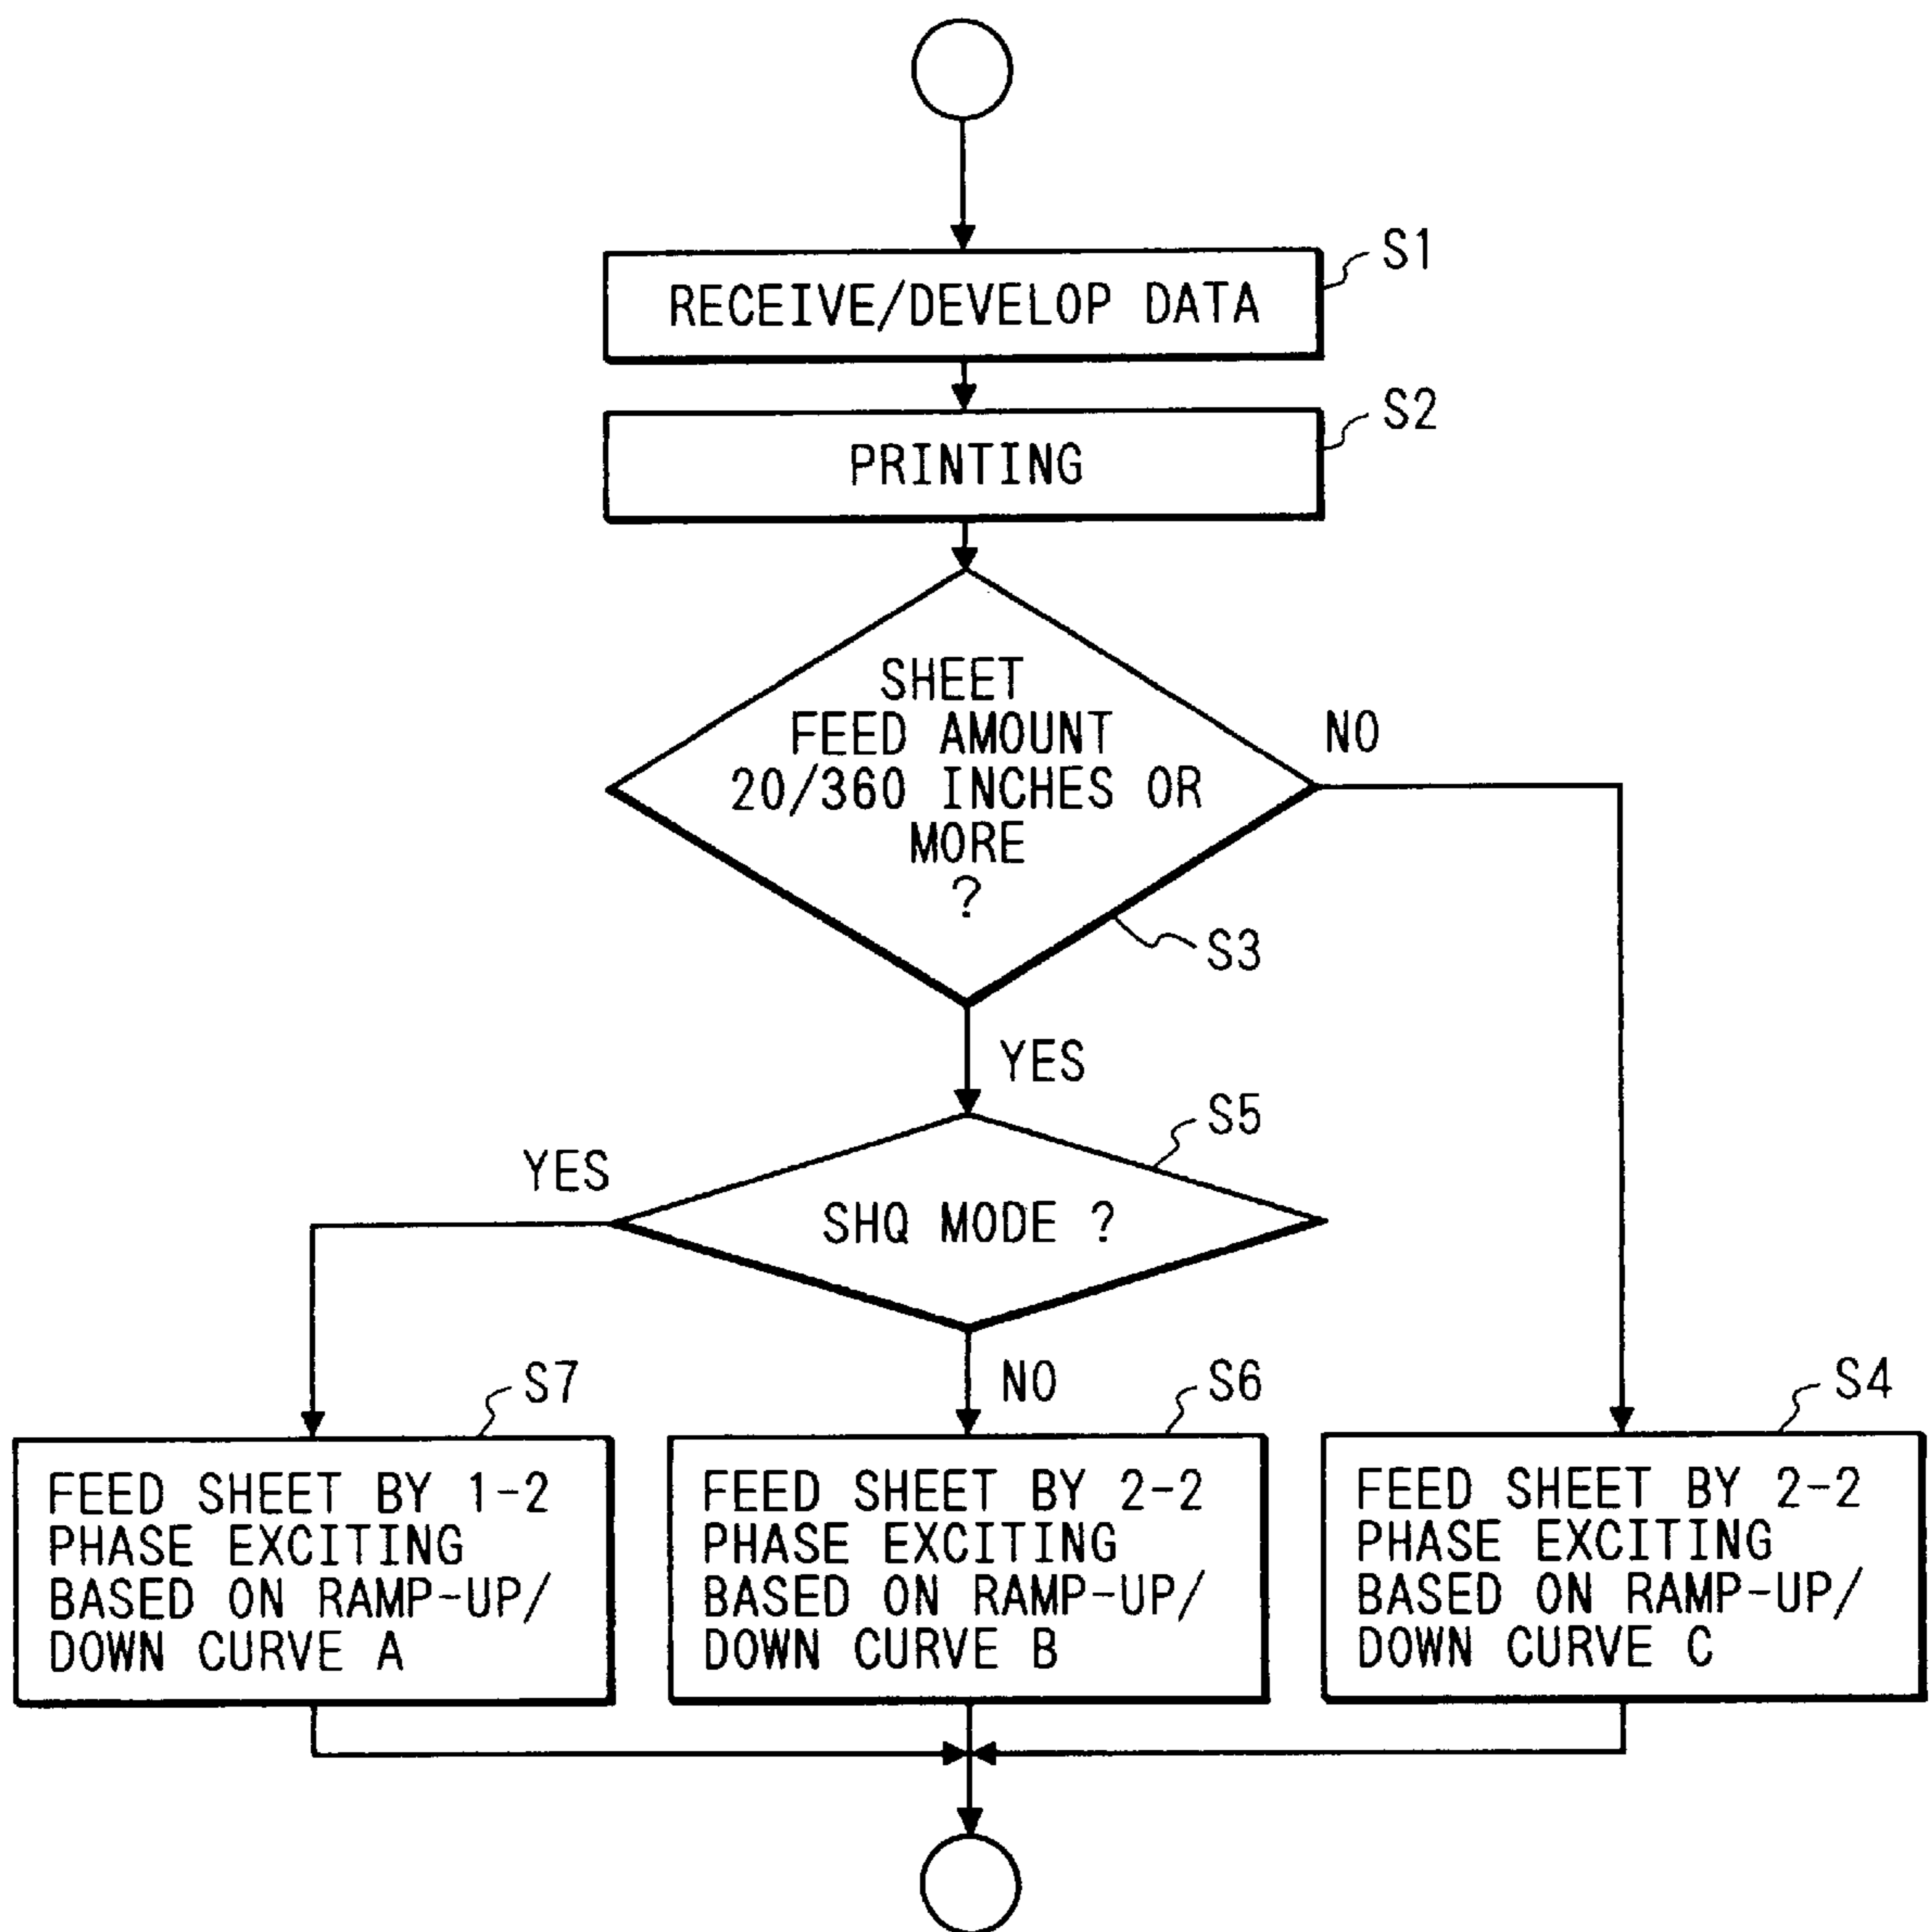 RECEIVE/DEVELOP DATA
S1
PRINTING
S2
SHEET
FEED AMOUNT
20/360 INCHES OR
MORE
?
NO
S3
YES
S5
YES
SHQ MODE ?
NO
S7
FEED SHEET BY 1-2
PHASE EXCITING
BASED ON RAMP-UP/
DOWN CURVE A
S6
FEED SHEET BY 2-2
PHASE EXCITING
BASED ON RAMP-UP/
DOWN CURVE B
S4
FEED SHEET BY 2-2
PHASE EXCITING
BASED ON RAMP-UP/
DOWN CURVE C